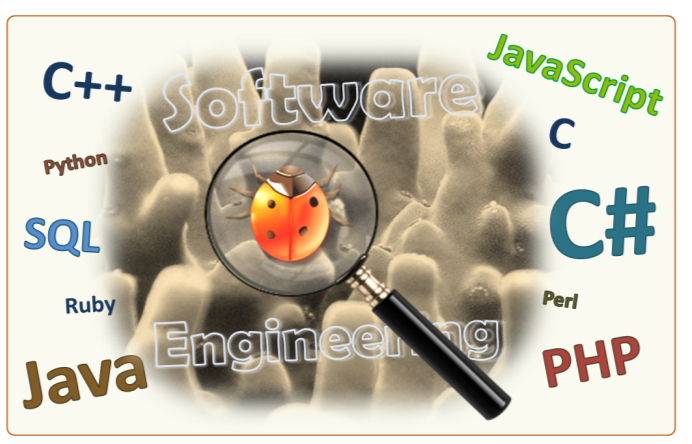 C++
Software
JavaScript
C
Python
C#
SQL
Ruby
Perl
Engineering
Java
PHP